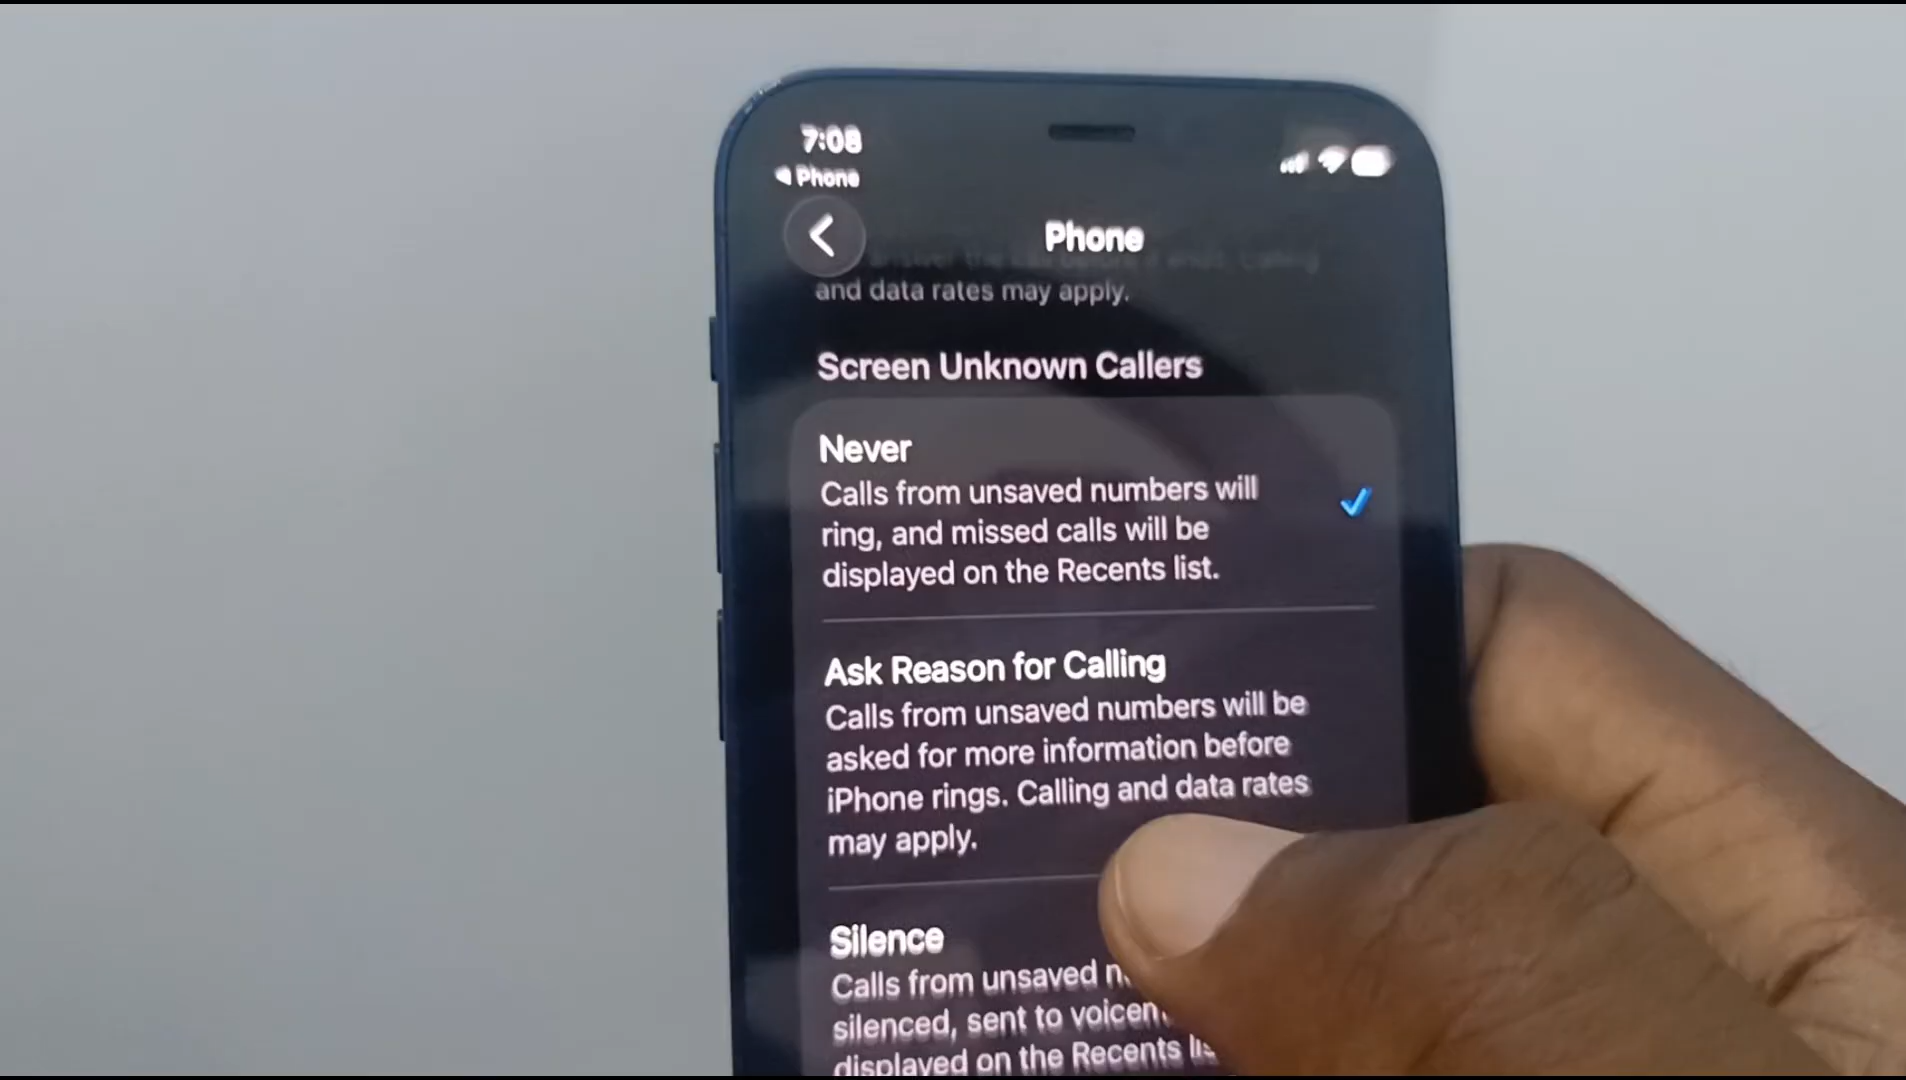 7:08
Phone
Phone
and data rates may apply.
Screen Unknown Callers
Never
Calls from unsaved numbers will
ring, and missed calls will be
displayed on the Recents list.
Ask Reason for Calling
Calls from unsaved numbers will be
asked for more information before
iPhone rings. Calling and data rates
may apply.
Silence
Calls from unsaved
silenced, sent to
displayed on the Recents